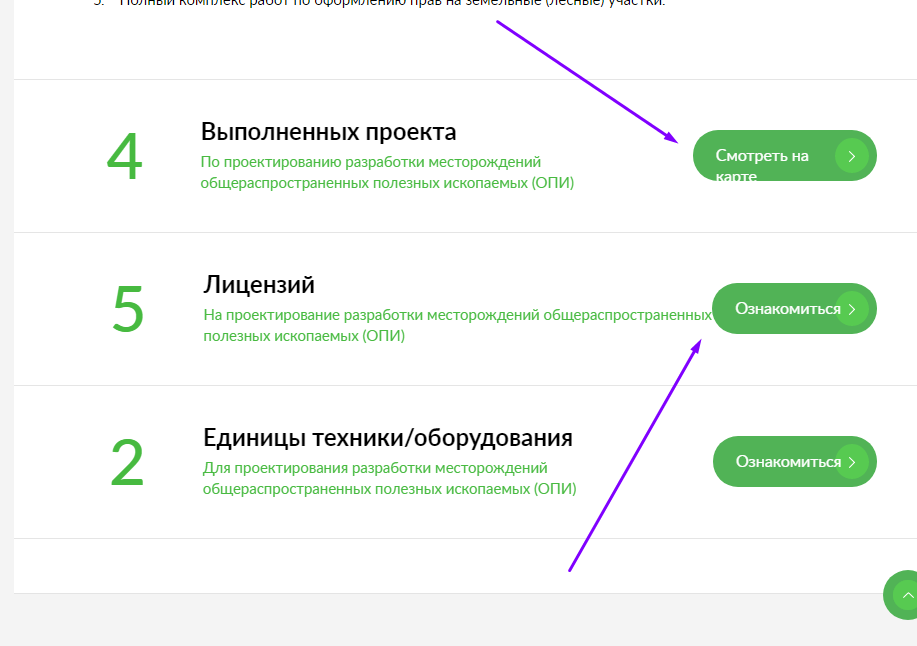 5. Полный комплекс работ по оформлению прав на земельные (лесные) участки.
4
Выполненных проекта
По проектированию разработки месторождений
общераспространенных полезных ископаемых (ОПИ)
Смотреть на
карте
5
Лицензий
На проектирование разработки месторождений общераспространенных
полезных ископаемых (ОПИ)
Ознакомиться
2
Единицы техники/оборудования
Для проектирования разработки месторождений
общераспространенных полезных ископаемых (ОПИ)
Ознакомиться